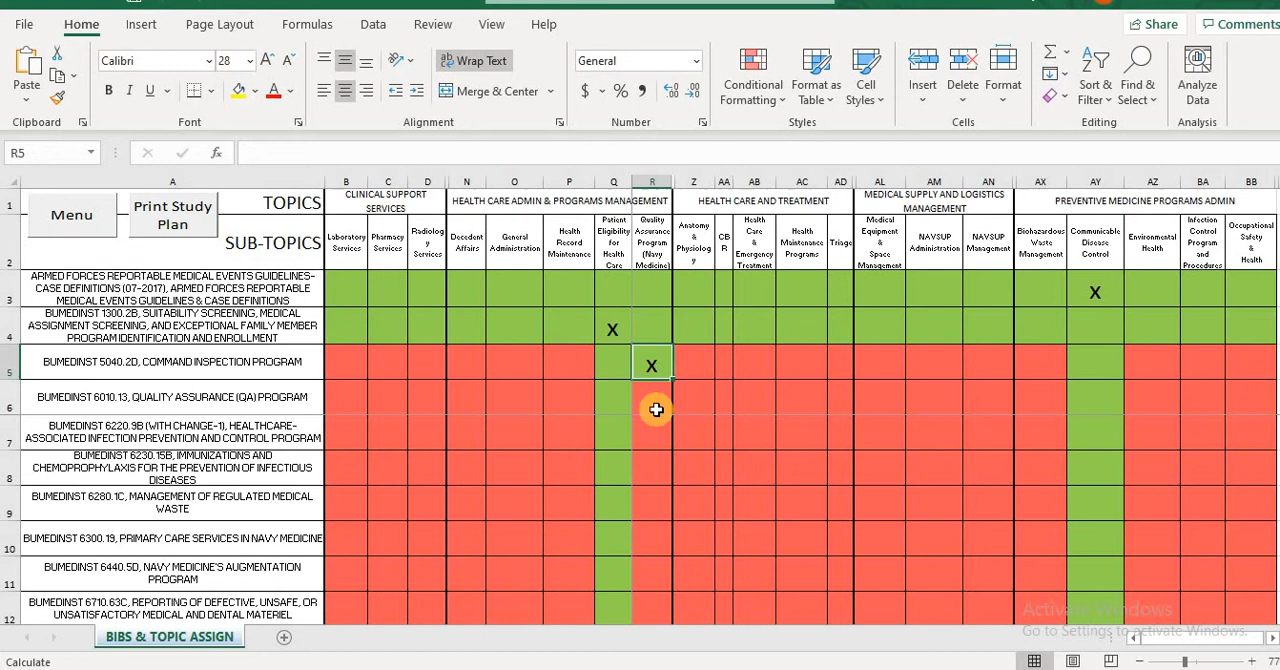 File Home Insert Page Layout Formulas Data Review View Help Share Comments
Paste Calibri 28 A A Wrap Text General Conditional Formatting Format as Table Cell Styles Insert Delete Format Sort & Filter Find & Select Analyze Data
B I U A Merge & Center $ % 9
Clipboard Font Alignment Number Styles Cells Editing Analysis
R5 fx
A B C D N O P Q R Z AA AB AC AD AL AM AN AX AY AZ BA BB
1 Menu Print Study Plan TOPICS CLINICAL SUPPORT SERVICES HEALTH CARE ADMIN & PROGRAMS MANAGEMENT HEALTH CARE AND TREATMENT MEDICAL SUPPLY AND LOGISTICS MANAGEMENT PREVENTIVE MEDICINE PROGRAMS ADMIN
2 SUB-TOPICS Laboratory Services Pharmacy Services Radiology Services Decedent Affairs General Administration Health Record Maintenance Patient Eligibility for Health Care Quality Assurance Program (Navy Medicine) Anatomy & Physiology CBR Health Care & Emergency Treatment Health Maintenance Programs Triage Medical Equipment & Space Management NAVSUP Administration NAVSUP Management Biohazardous Waste Management Communicable Disease & Control Environmental Health Infection Control Program and Procedures Occupational Safety & Health
ARMED FORCES REPORTABLE MEDICAL EVENTS GUIDELINES-
CASE DEFINITIONS (07-2017), ARMED FORCES REPORTABLE
3 MEDICAL EVENTS GUIDELINES & CASE DEFINITIONS X
BUMEDINST 1300.2B, SUITABILITY SCREENING, MEDICAL
ASSIGNMENT SCREENING, AND EXCEPTIONAL FAMILY MEMBER
4 PROGRAM IDENTIFICATION AND ENROLLMENT X
5 BUMEDINST 5040.2D, COMMAND INSPECTION PROGRAM X
6 BUMEDINST 6010.13, QUALITY ASSURANCE (QA) PROGRAM
7 BUMEDINST 6220.9B (WITH CHANGE-1), HEALTHCARE-
ASSOCIATED INFECTION PREVENTION AND CONTROL PROGRAM
BUMEDINST 6230.15B, IMMUNIZATIONS AND
CHEMOPROPHYLAXIS FOR THE PREVENTION OF INFECTIOUS
8 DISEASES
BUMEDINST 6280.1C, MANAGEMENT OF REGULATED MEDICAL
9 WASTE
10 BUMEDINST 6300.19, PRIMARY CARE SERVICES IN NAVY MEDICINE
BUMEDINST 6440.5D, NAVY MEDICINE'S AUGMENTATION
11 PROGRAM
BUMEDINST 6710.63C, REPORTING OF DEFECTIVE, UNSAFE, OR
12 UNSATISFACTORY MEDICAL AND DENTAL MATERIEL
Activate Windows
Go to Settings to activate Windows.
BIBS & TOPIC ASSIGN
Calculate 77